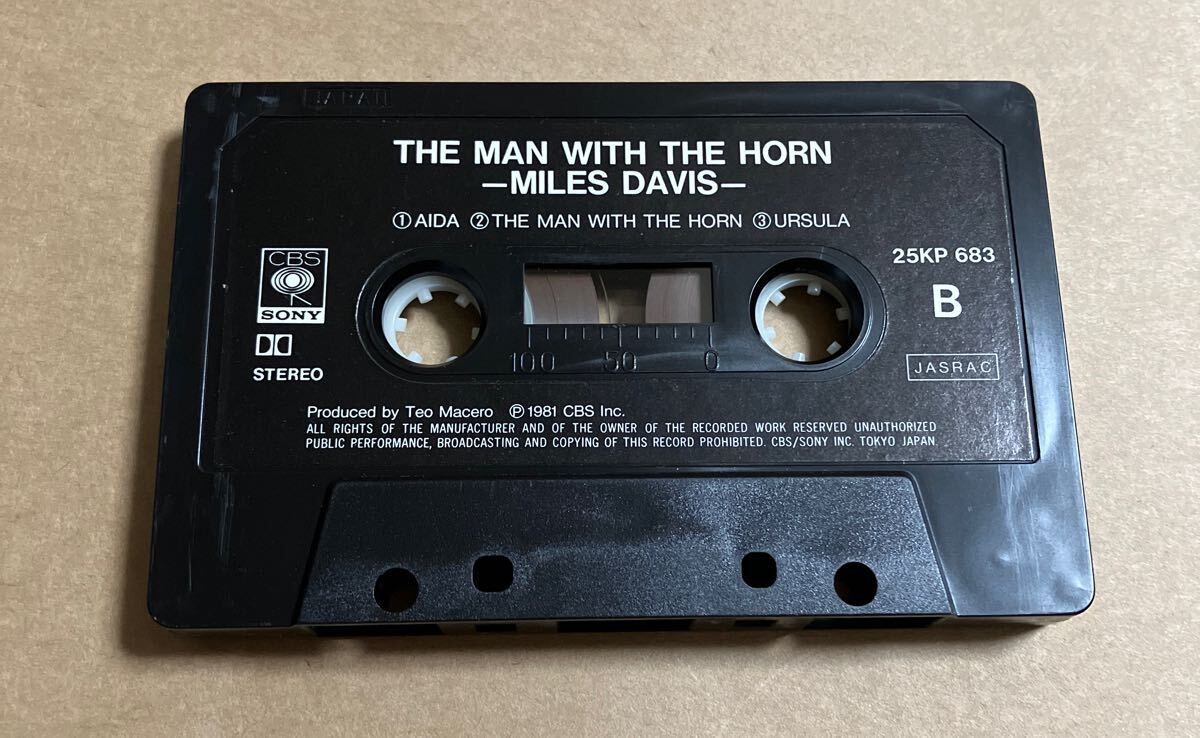 JAPAN
THE MAN WITH THE HORN
—MILES DAVIS—
①AIDA ②THE MAN WITH THE HORN ③URSULA
CBS
SONY
25KP 683
B
STEREO
100 50 0
JASRAC
Produced by Teo Macero ℗1981 CBS Inc.
ALL RIGHTS OF THE MANUFACTURER AND OF THE OWNER OF THE RECORDED WORK RESERVED UNAUTHORIZED
PUBLIC PERFORMANCE, BROADCASTING AND COPYING OF THIS RECORD PROHIBITED. CBS/SONY INC. TOKYO JAPAN.